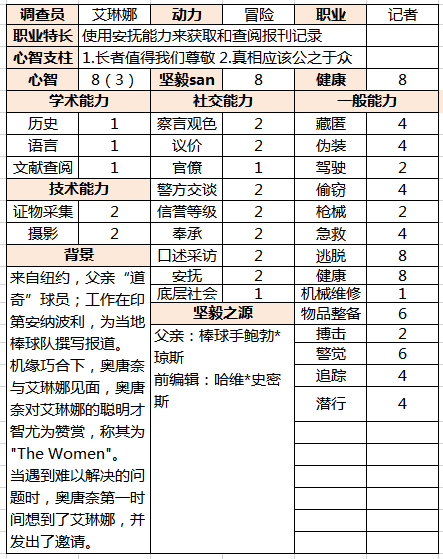 调查员 艾琳娜 动力 冒险 职业 记者
职业特长 使用安抚能力来获取和查阅报刊记录
心智支柱 1.长者值得我们尊敬 2.真相应该公之于众
心智 8（3） 坚毅san 8 健康 8
学术能力 社交能力 一般能力
历史 1 察言观色 2 藏匿 4
语言 1 议价 2 伪装 4
文献查阅 1 官僚 1 驾驶 2
技术能力 警方交谈 2 偷窃 4
证物采集 2 信誉等级 2 枪械 2
摄影 2 奉承 2 急救 4
背景 口述采访 2 逃脱 8
安抚 2 健康 8
底层社会 1 机械维修 1
坚毅之源 物品整备 6
搏击 2
警觉 6
追踪 4
潜行 4
来自纽约，父亲“道
奇”球员；工作在印
第安纳波利，为当地
棒球队撰写报道。
机缘巧合下，奥唐奈
与艾琳娜见面，奥唐
奈对艾琳娜的聪明才
智尤为赞赏，称其为
"The Women"。
当遇到难以解决的问
题时，奥唐奈第一时
间想到了艾琳娜，并
发出了邀请。
父亲：棒球手鲍勃*
琼斯
前编辑：哈维*史密
斯